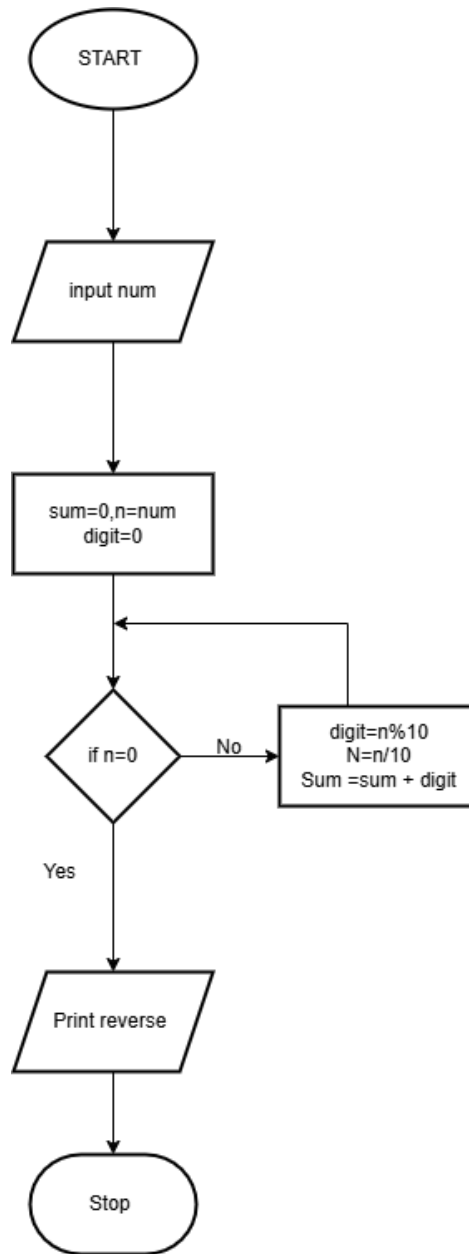 START
input num
sum=0,n=num
digit=0
if n=0
No
digit=n%10
N=n/10
Sum =sum + digit
Yes
Print reverse
Stop